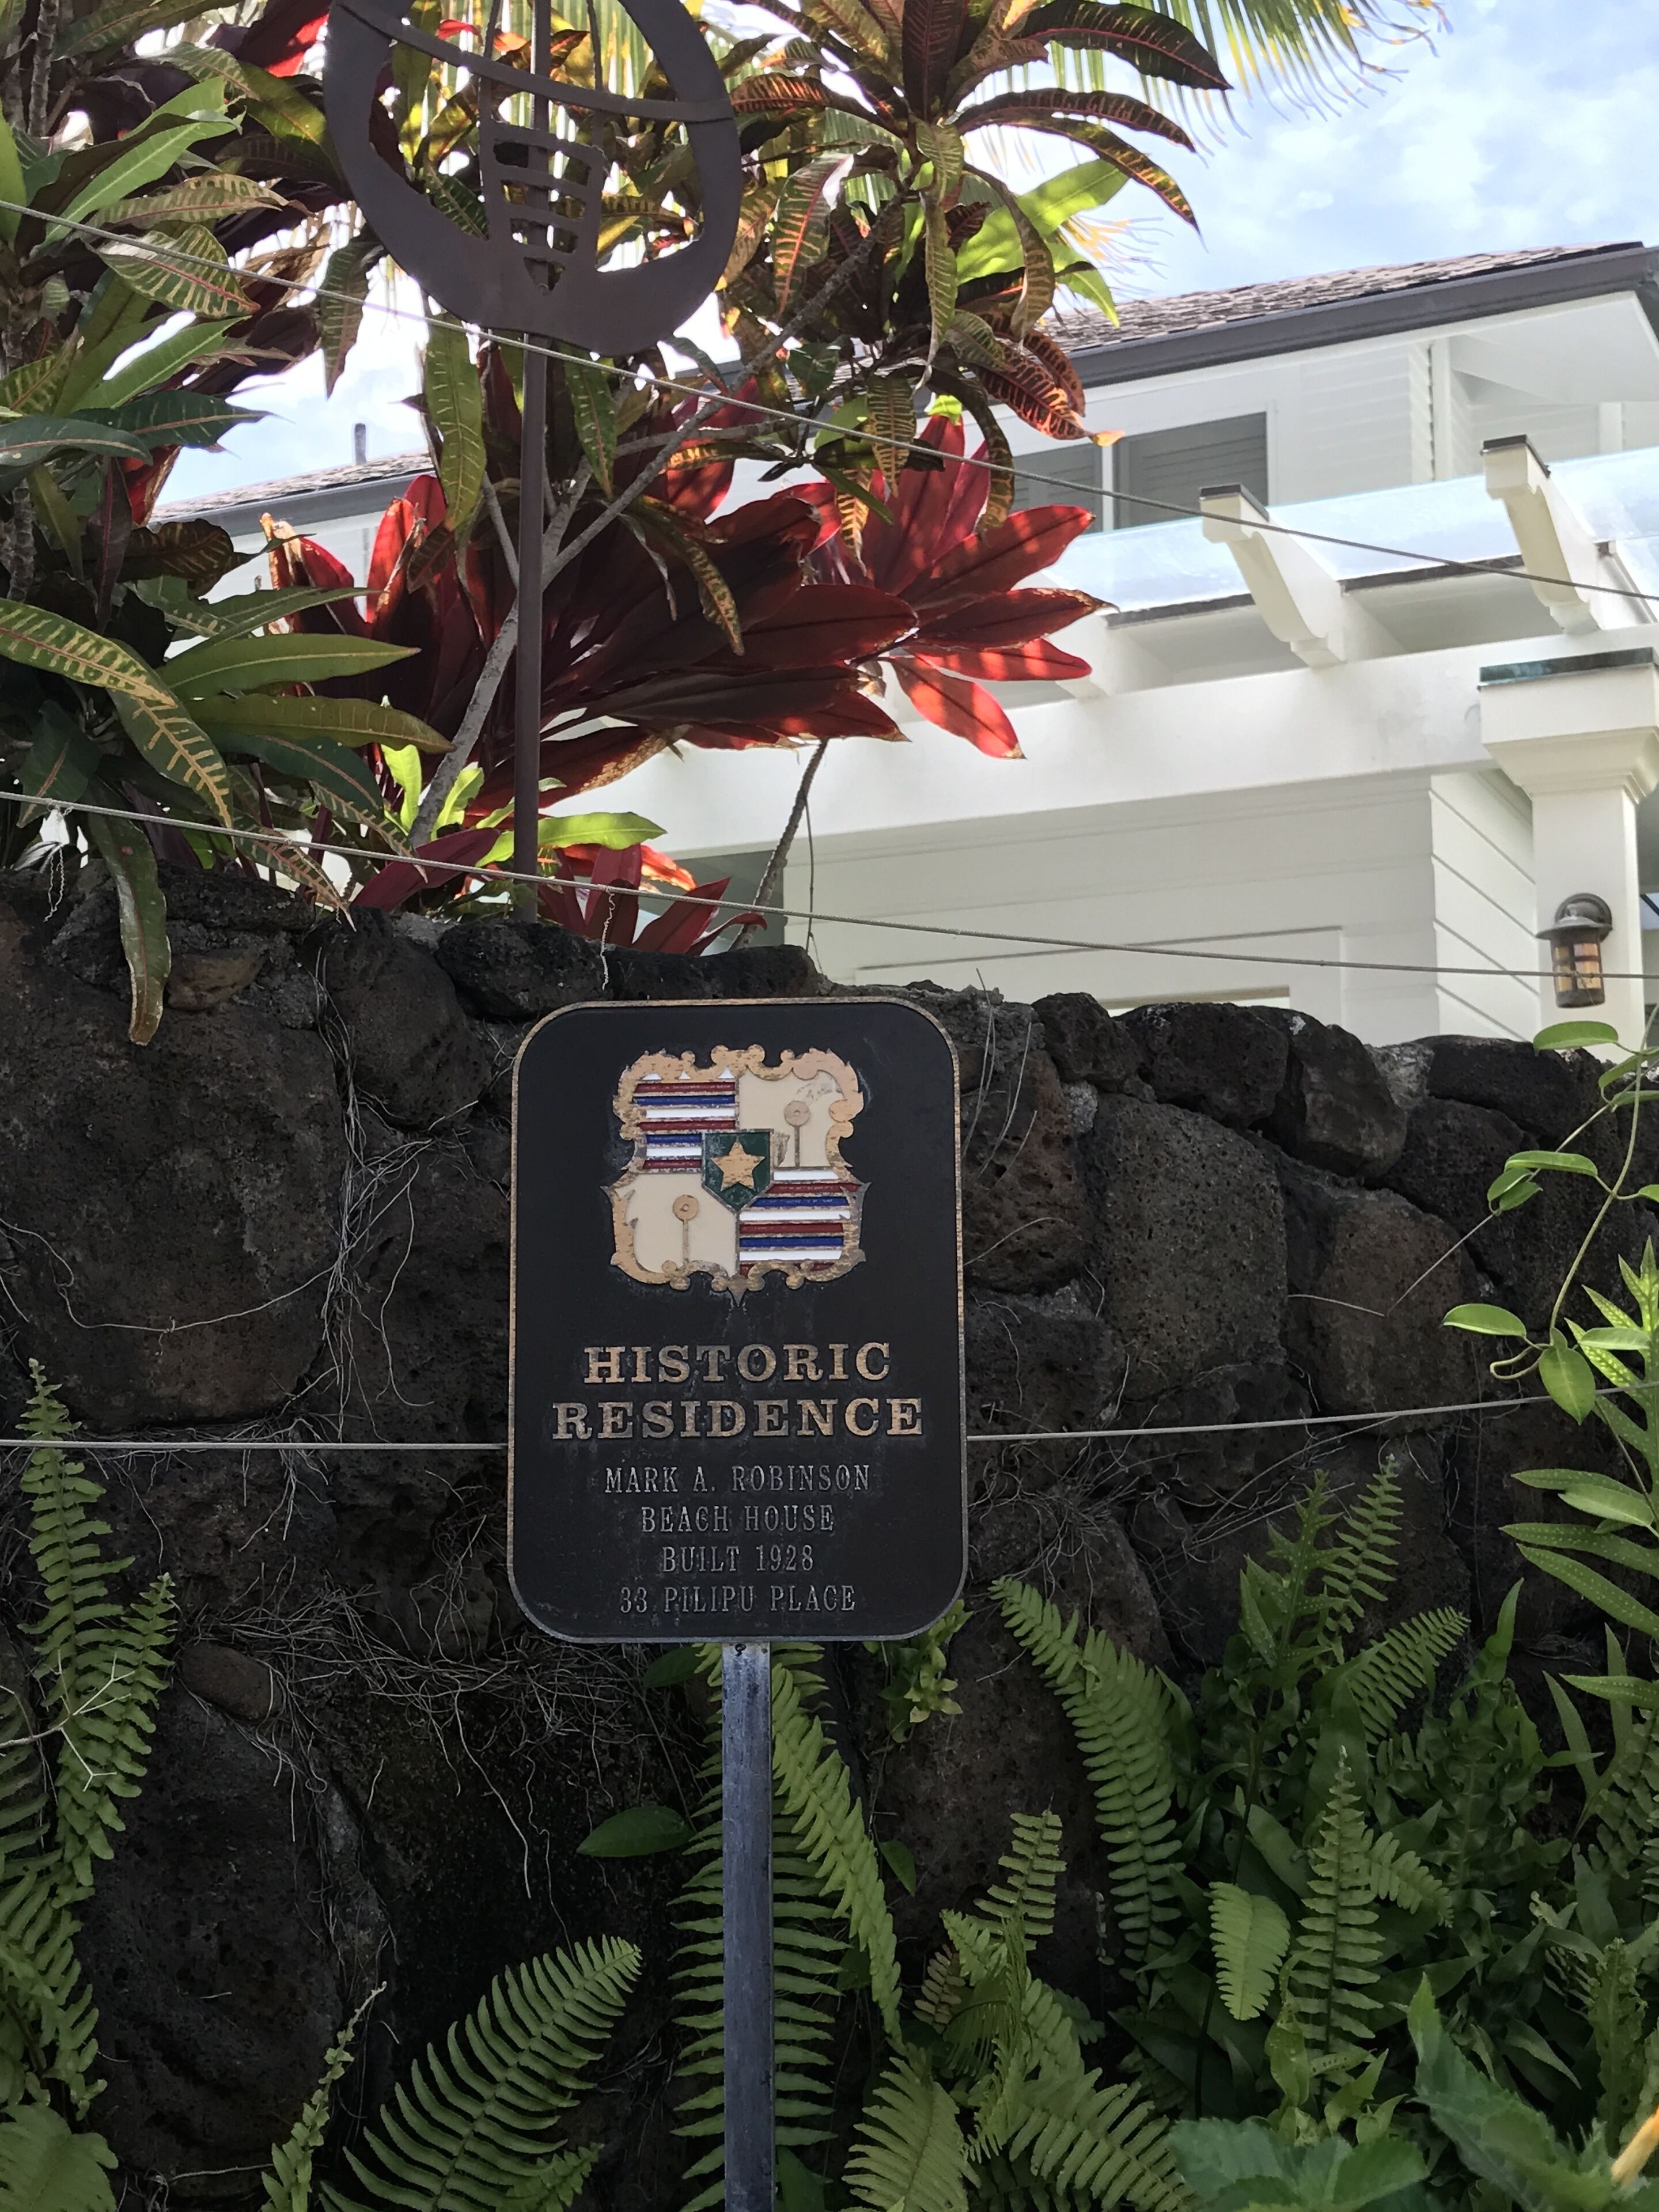 HISTORIC
RESIDENCE
MARK A. ROBINSON
BEACH HOUSE
BUILT 1928
33 PILIPU PLACE